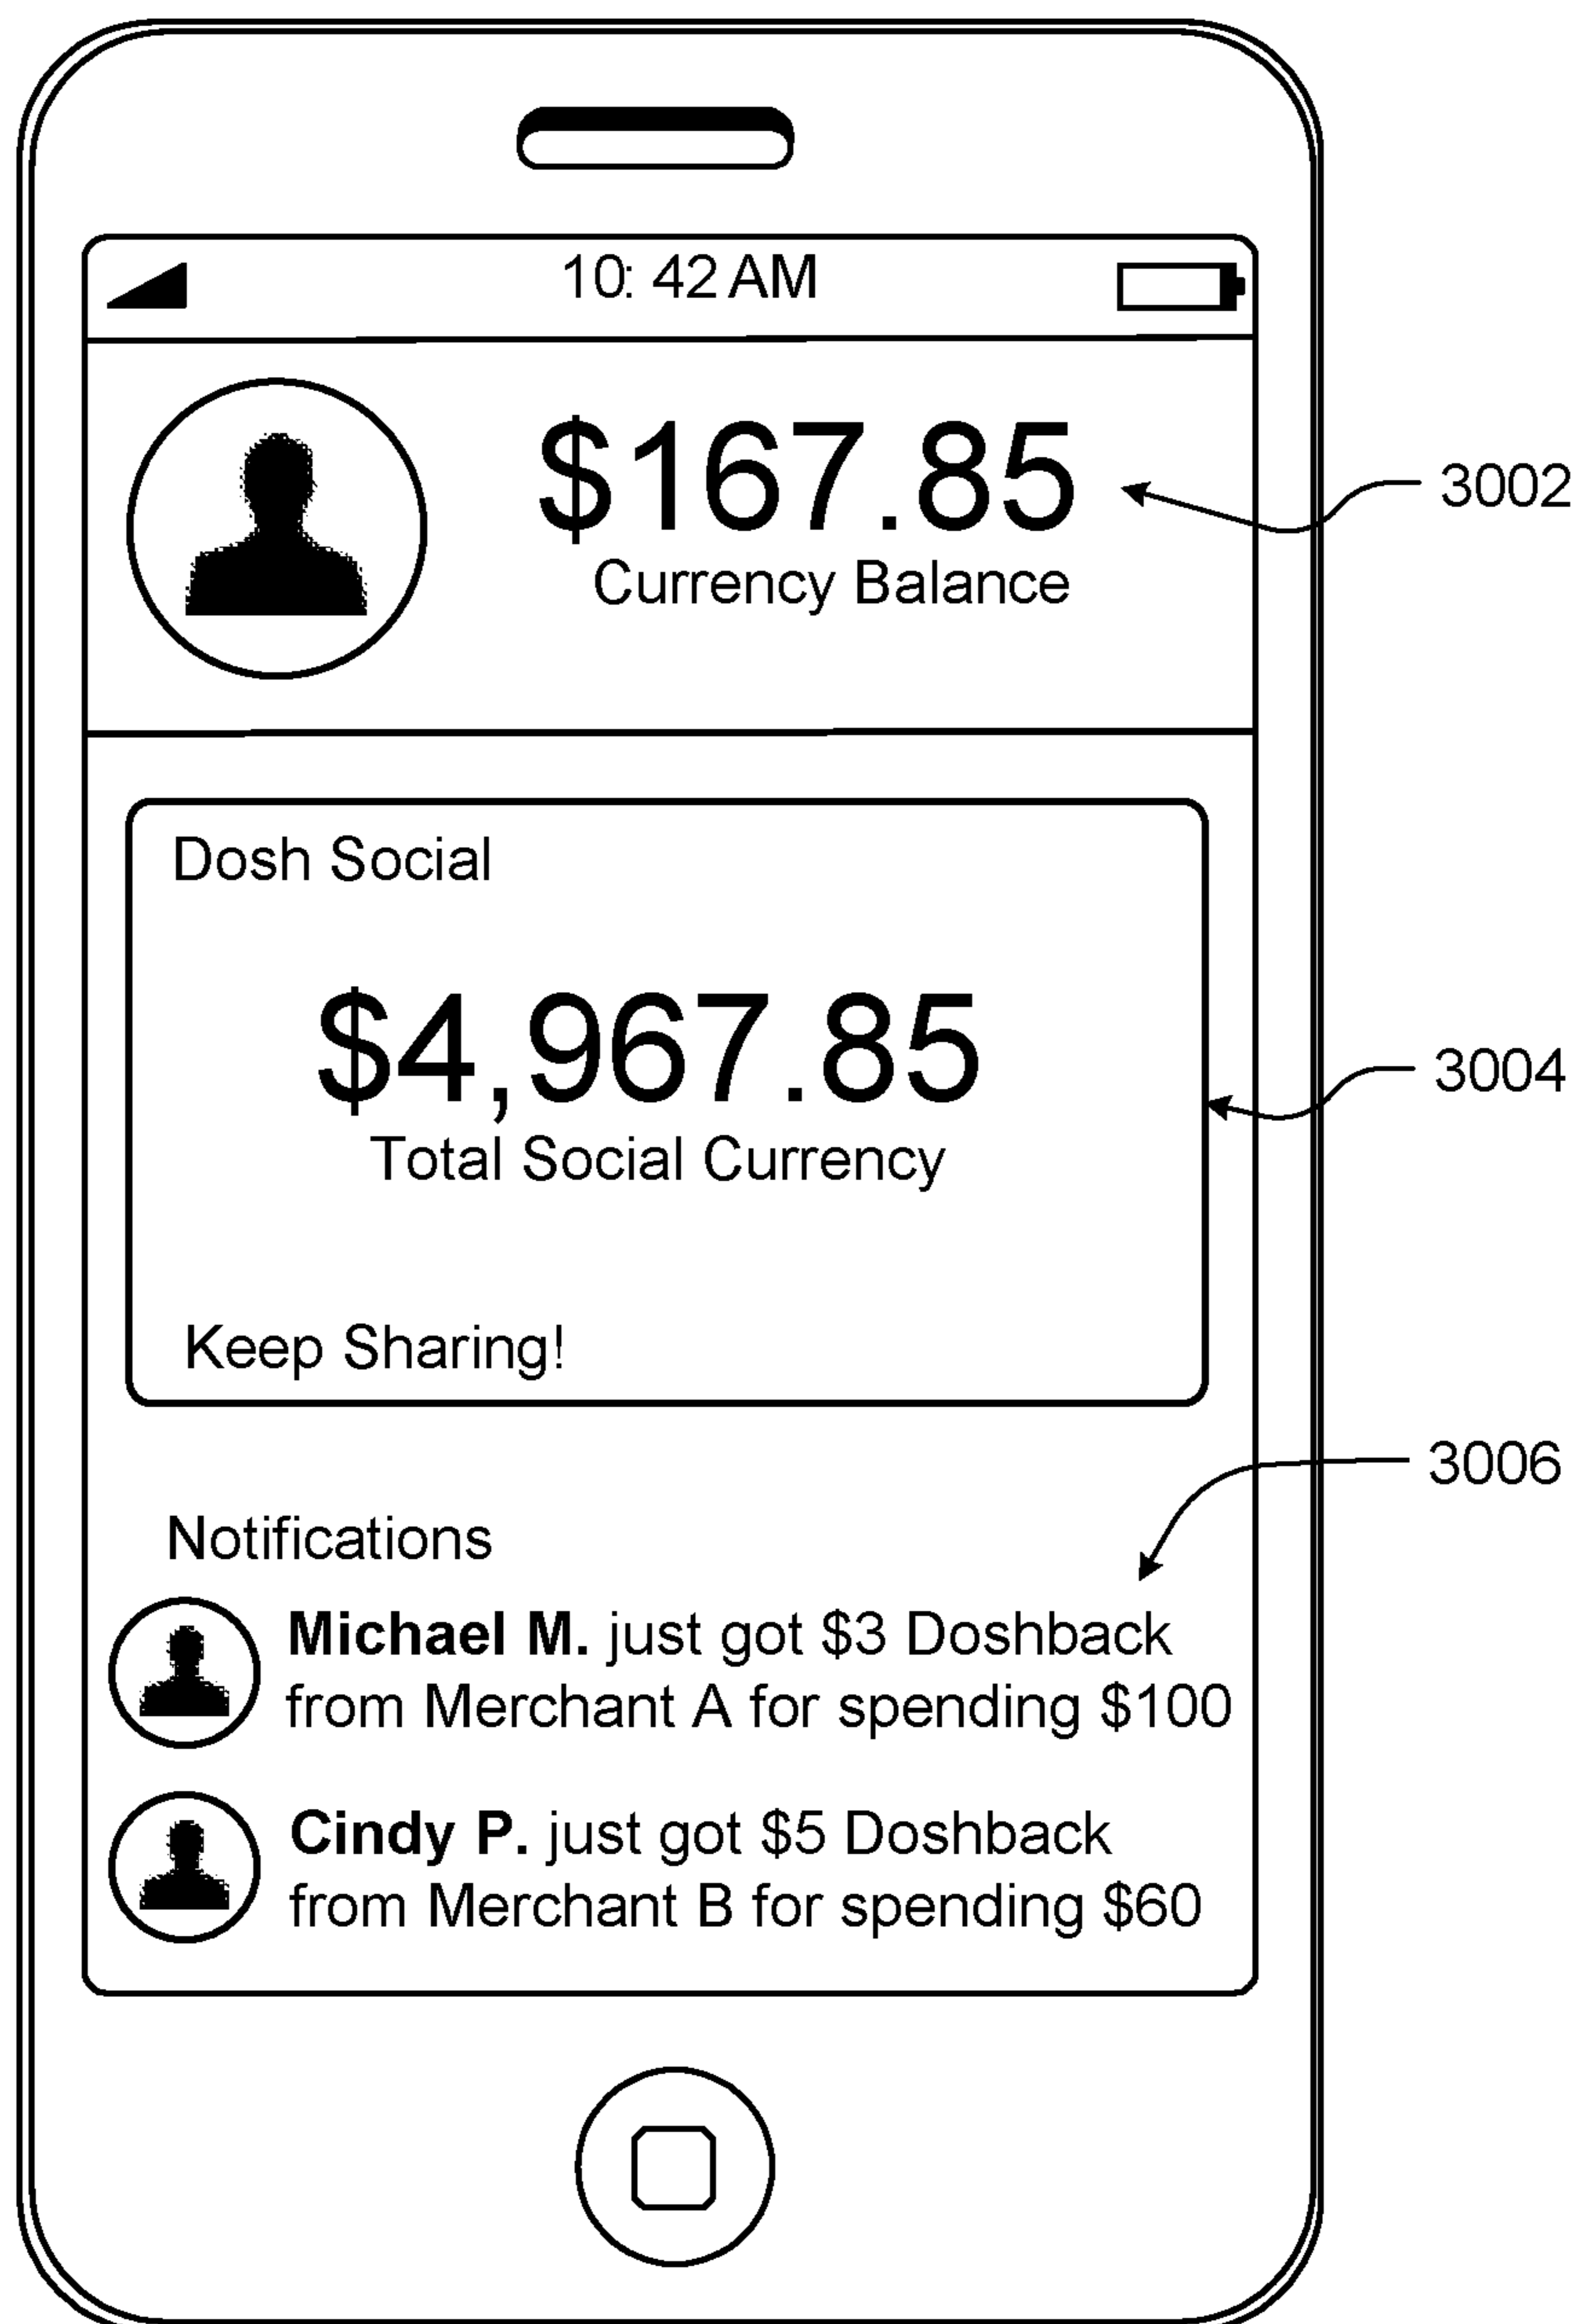 10: 42 AM
$167.85
3002
Currency Balance
Dosh Social
$4,967.85
3004
Total Social Currency
Keep Sharing!
3006
Notifications
Michael M. just got $3 Doshback
from Merchant A for spending $100
Cindy P. just got $5 Doshback
from Merchant B for spending $60